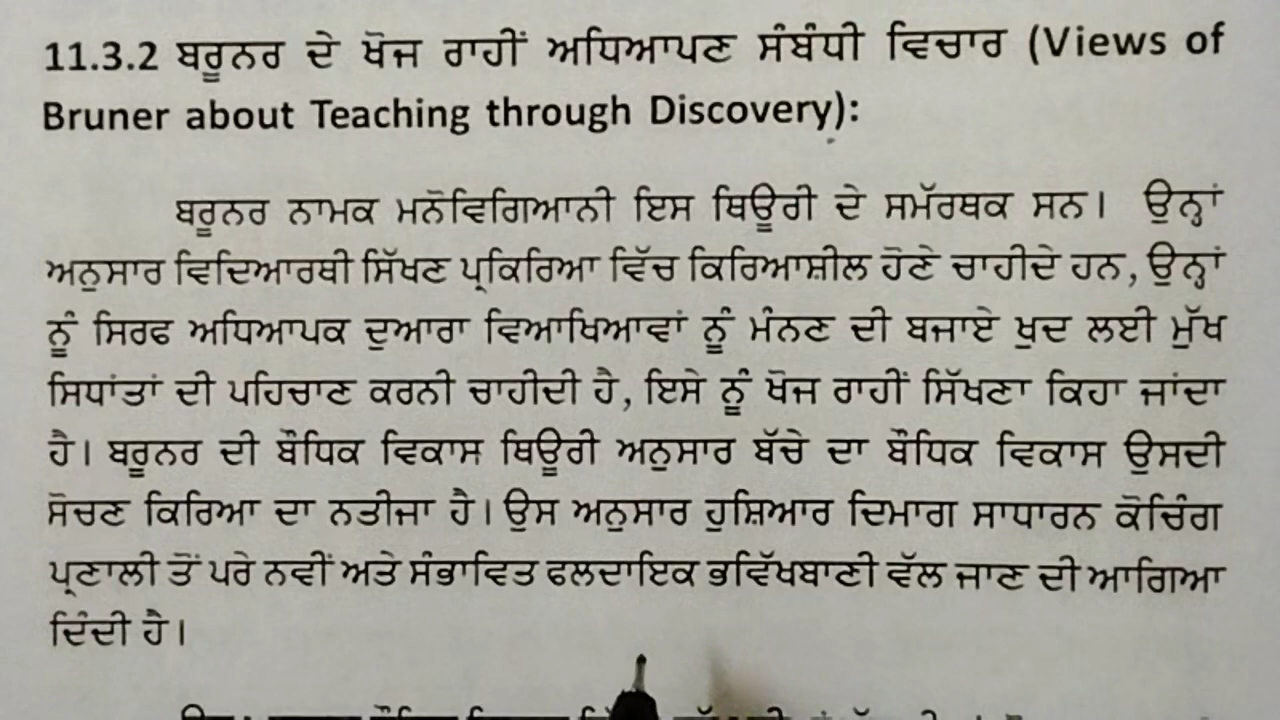 11.3.2 ਬਰੂਨਰ ਦੇ ਖੋਜ ਰਾਹੀਂ ਅਧਿਆਪਣ ਸੰਬੰਧੀ ਵਿਚਾਰ (Views of
Bruner about Teaching through Discovery):
ਬਰੂਨਰ ਨਾਮਕ ਮਨੋਵਿਗਿਆਨੀ ਇਸ ਥਿਊਰੀ ਦੇ ਸਮੱਰਥਕ ਸਨ। ਉਨ੍ਹਾਂ
ਅਨੁਸਾਰ ਵਿਦਿਆਰਥੀ ਸਿੱਖਣ ਪ੍ਰਕਿਰਿਆ ਵਿੱਚ ਕਿਰਿਆਸ਼ੀਲ ਹੋਣੇ ਚਾਹੀਦੇ ਹਨ, ਉਨ੍ਹਾਂ
ਨੂੰ ਸਿਰਫ ਅਧਿਆਪਕ ਦੁਆਰਾ ਵਿਆਖਿਆਵਾਂ ਨੂੰ ਮੰਨਣ ਦੀ ਬਜਾਏ ਖੁਦ ਲਈ ਮੁੱਖ
ਸਿਧਾਂਤਾਂ ਦੀ ਪਹਿਚਾਣ ਕਰਨੀ ਚਾਹੀਦੀ ਹੈ, ਇਸੇ ਨੂੰ ਖੋਜ ਰਾਹੀਂ ਸਿੱਖਣਾ ਕਿਹਾ ਜਾਂਦਾ
ਹੈ। ਬਰੂਨਰ ਦੀ ਬੌਧਿਕ ਵਿਕਾਸ ਥਿਊਰੀ ਅਨੁਸਾਰ ਬੱਚੇ ਦਾ ਬੌਧਿਕ ਵਿਕਾਸ ਉਸਦੀ
ਸੋਚਣ ਕਿਰਿਆ ਦਾ ਨਤੀਜਾ ਹੈ। ਉਸ ਅਨੁਸਾਰ ਹੁਸ਼ਿਆਰ ਦਿਮਾਗ ਸਾਧਾਰਨ ਕੋਚਿੰਗ
ਪ੍ਰਣਾਲੀ ਤੋਂ ਪਰੇ ਨਵੀਂ ਅਤੇ ਸੰਭਾਵਿਤ ਫਲਦਾਇਕ ਭਵਿੱਖਬਾਣੀ ਵੱਲ ਜਾਣ ਦੀ ਆਗਿਆ
ਦਿੰਦੀ ਹੈ।